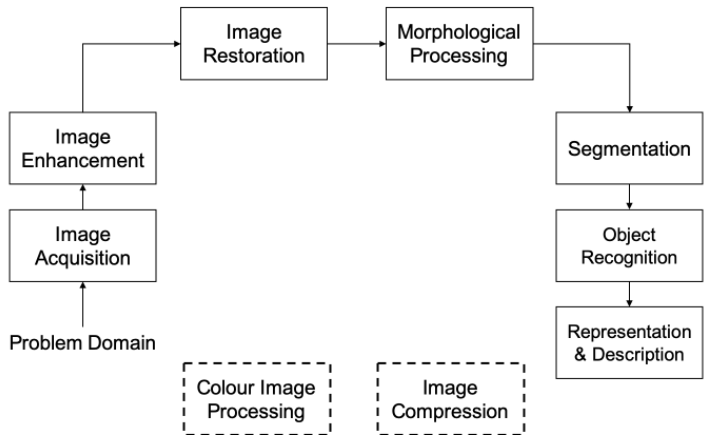 Image
Restoration
Morphological
Processing
Image
Enhancement
Segmentation
Image
Acquisition
Object
Recognition
Problem Domain
Representation
& Description
Colour Image
Processing
Image
Compression